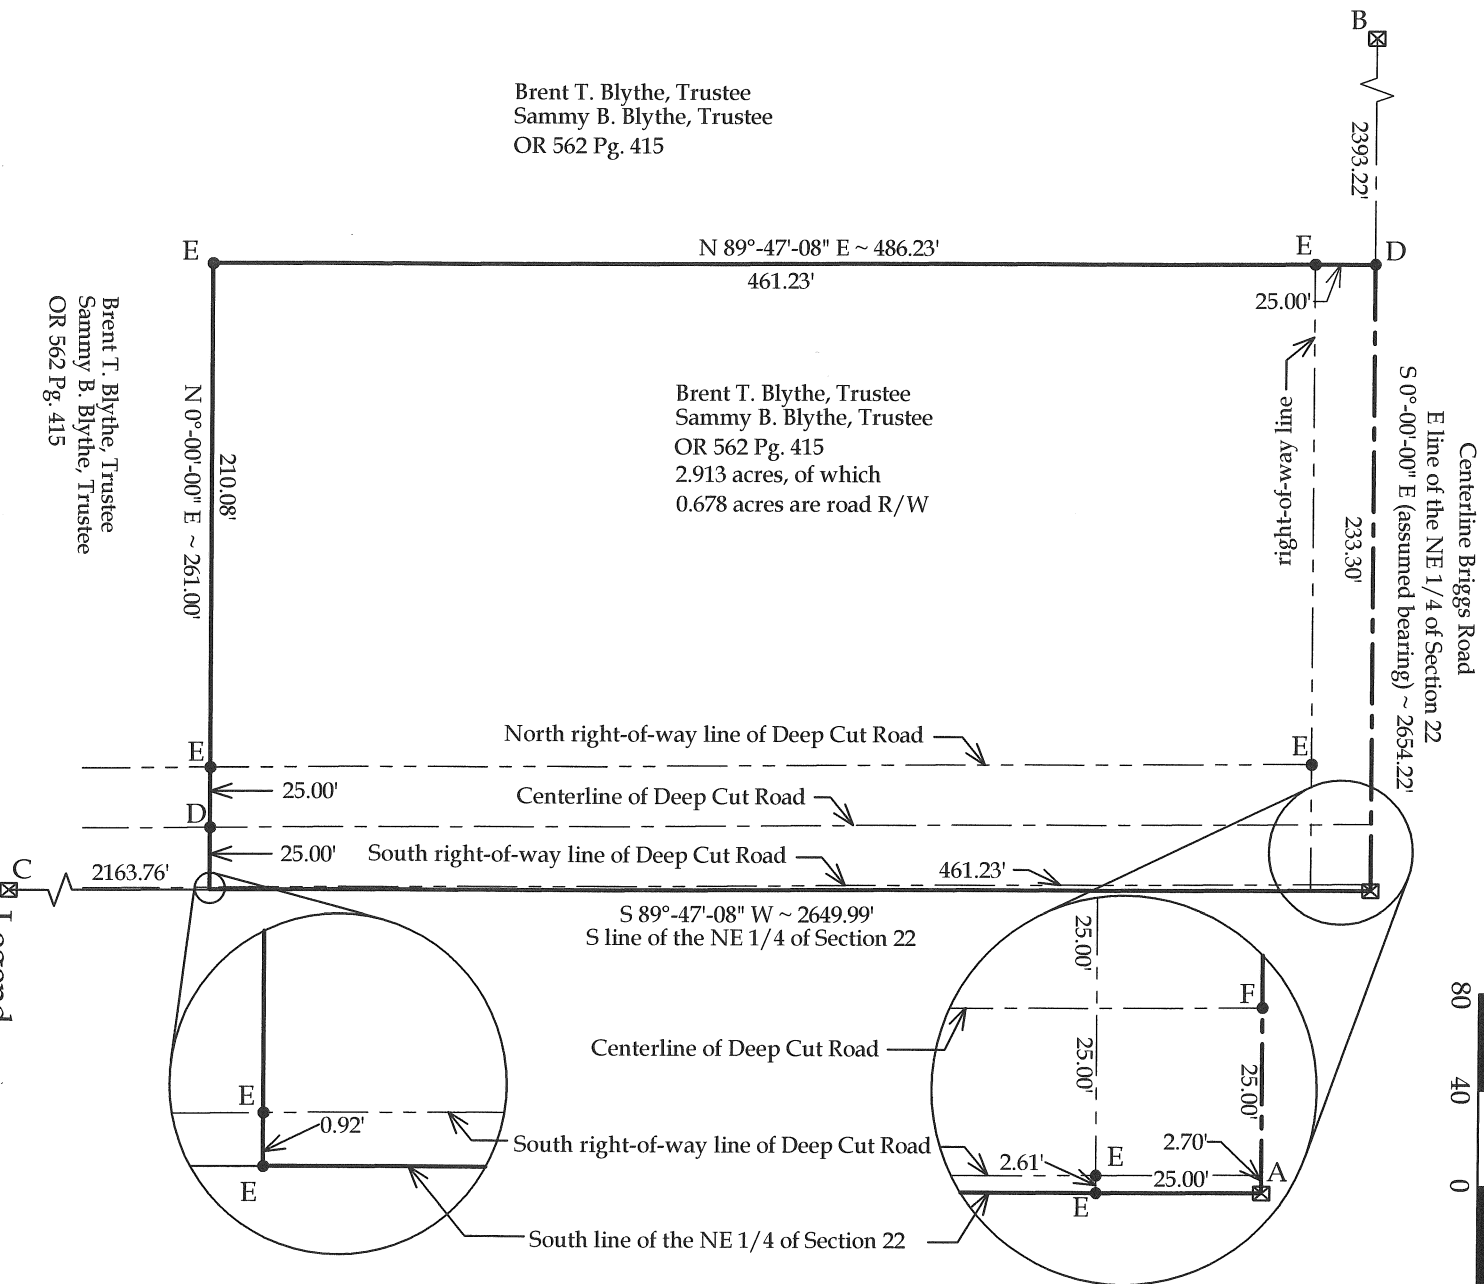 B
Brent T. Blythe, Trustee
Sammy B. Blythe, Trustee
OR 562 Pg. 415
2393.22'
E
N 89°-47'-08" E ~ 486.23'
461.23'
E
D
25.00'
Brent T. Blythe, Trustee
Sammy B. Blythe, Trustee
OR 562 Pg. 415
N 0°-00'-00" E ~ 261.00'
210.08'
Brent T. Blythe, Trustee
Sammy B. Blythe, Trustee
OR 562 Pg. 415
2.913 acres, of which
0.678 acres are road R/W
right-of-way line
233.30'
S 0°-00'-00" E (assumed bearing) ~ 2654.22'
E line of the NE 1/4 of Section 22
Centerline Briggs Road
North right-of-way line of Deep Cut Road
E
E
25.00'
Centerline of Deep Cut Road
D
25.00'
South right-of-way line of Deep Cut Road
461.23'
C
2163.76'
S 89°-47'-08" W ~ 2649.99'
S line of the NE 1/4 of Section 22
Legend
25.00'
F
Centerline of Deep Cut Road
25.00'
25.00'
E
0.92'
South right-of-way line of Deep Cut Road
2.70'
2.61'
E
A
25.00'
E
E
South line of the NE 1/4 of Section 22
80
40
0